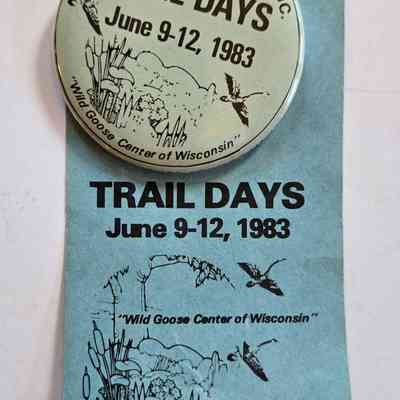 C.
DAYS
June 9-12, 1983
"Wild Goose Center of Wisconsin"
TRAIL DAYS
June 9-12, 1983
"Wild Goose Center of Wisconsin"